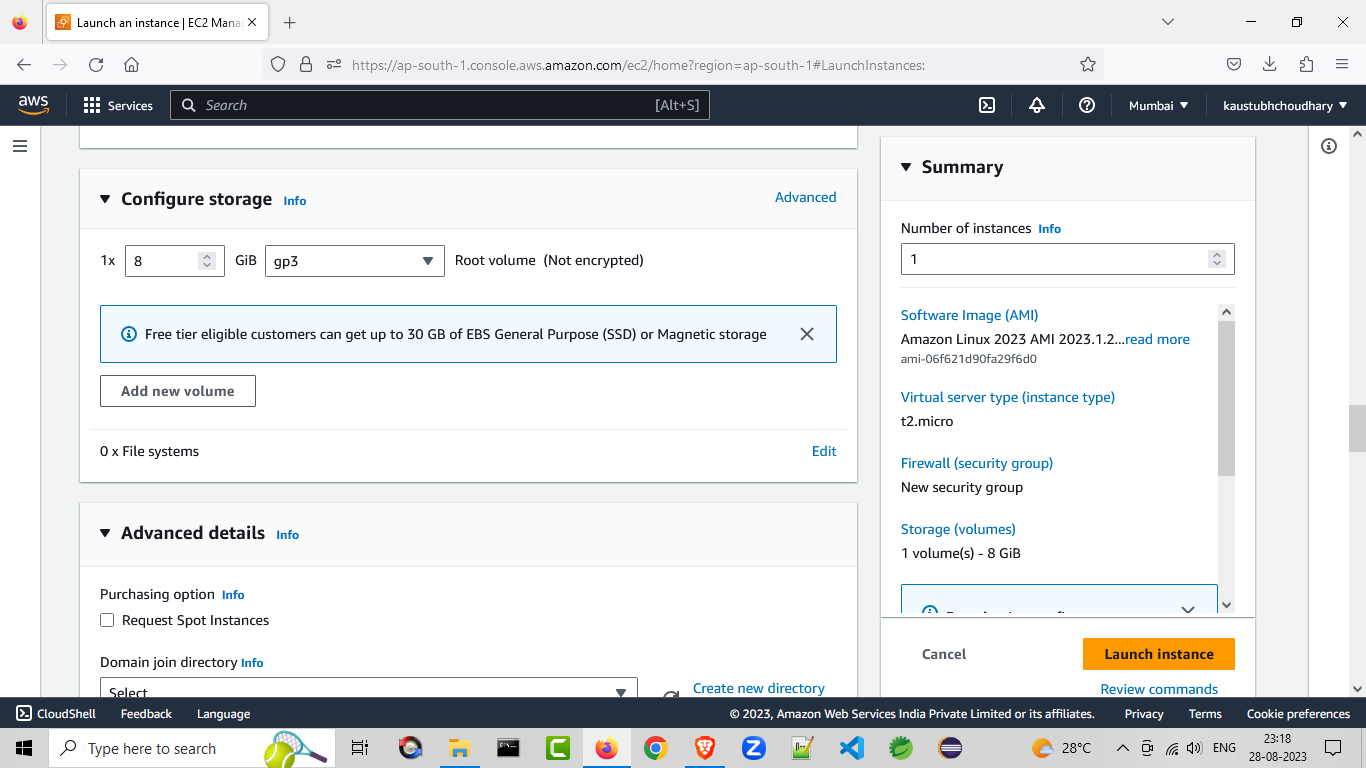 Launch an instance | EC2 Mana
https://ap-south-1.console.aws.amazon.com/ec2/home?region=ap-south-1#LaunchInstances:
aws
Services
Search
[Alt+S]
Mumbai
kaustubhchoudhary
Configure storage Info
Advanced
1x 8 GiB gp3 Root volume (Not encrypted)
Free tier eligible customers can get up to 30 GB of EBS General Purpose (SSD) or Magnetic storage
Add new volume
0 x File systems
Edit
Advanced details Info
Purchasing option Info
Request Spot Instances
Domain join directory Info
Select
Create new directory
Summary
Number of instances Info
1
Software Image (AMI)
Amazon Linux 2023 AMI 2023.1.2...read more
ami-06f621d90fa29f6d0
Virtual server type (instance type)
t2.micro
Firewall (security group)
New security group
Storage (volumes)
1 volume(s) - 8 GiB
Cancel
Launch instance
Review commands
CloudShell
Feedback
Language
© 2023, Amazon Web Services India Private Limited or its affiliates.
Privacy
Terms
Cookie preferences
Type here to search
28°C
ENG
23:18
28-08-2023